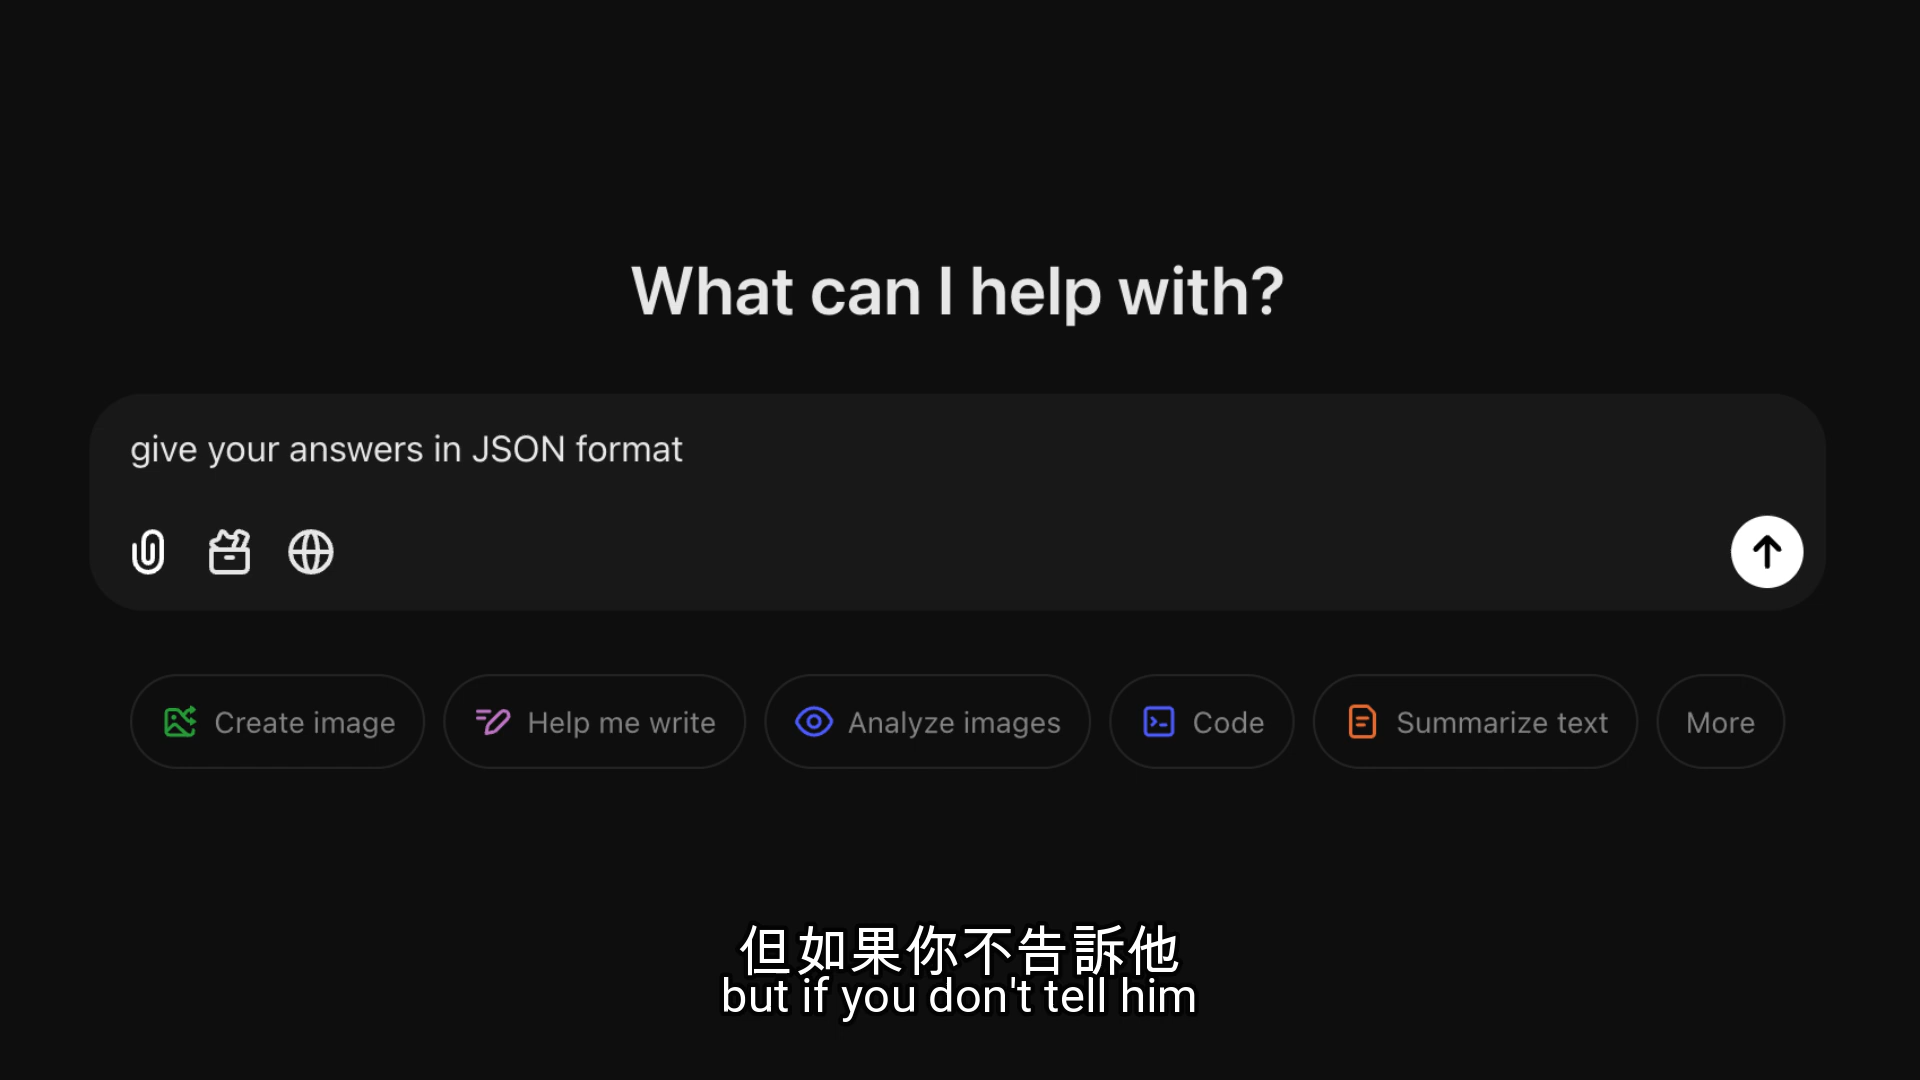 What can I help with?
give your answers in JSON format
Create image
Help me write
Analyze images
Code
Summarize text
More
但如果你不告訴他
but if you don't tell him